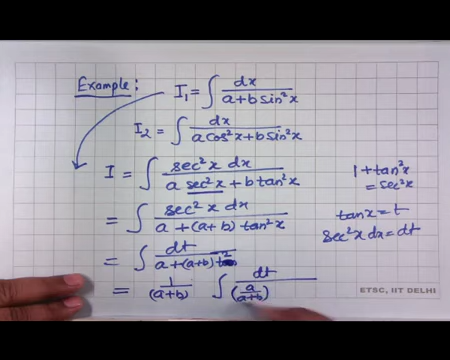 Example:
I₁ = ∫ dx / (a + b sin²x)
I₂ = ∫ dx / (a cos²x + b sin²x)
I = ∫ sec²x dx / (a sec²x + b tan²x)
1 + tan²x
= sec²x
= ∫ sec²x dx / (a + (a+b) tan²x)
tan x = t
sec²x dx = dt
= ∫ dt / (a + (a+b) t²)
= 1/(a+b) ∫ dt / (a/(a+b))
ETSC, IIT DELHI